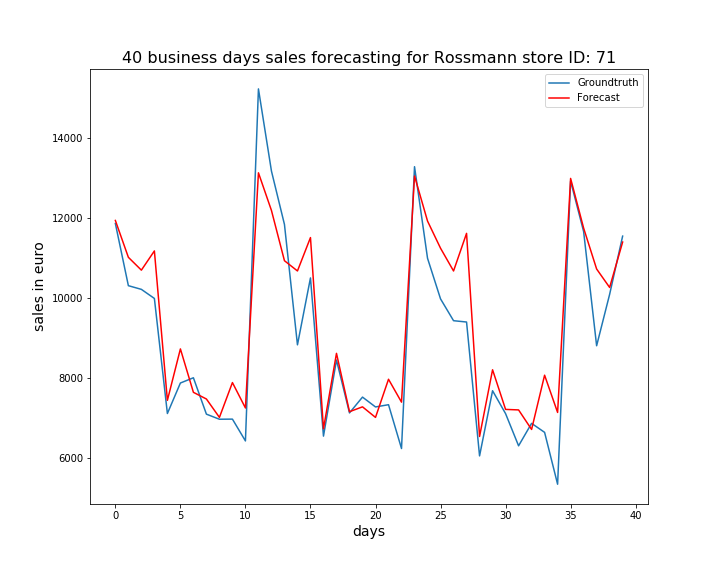 40 business days sales forecasting for Rossmann store ID: 71
Groundtruth
Forecast
14000
12000
10000
8000
6000
sales in euro
0 5 10 15 20 25 30 35 40
days